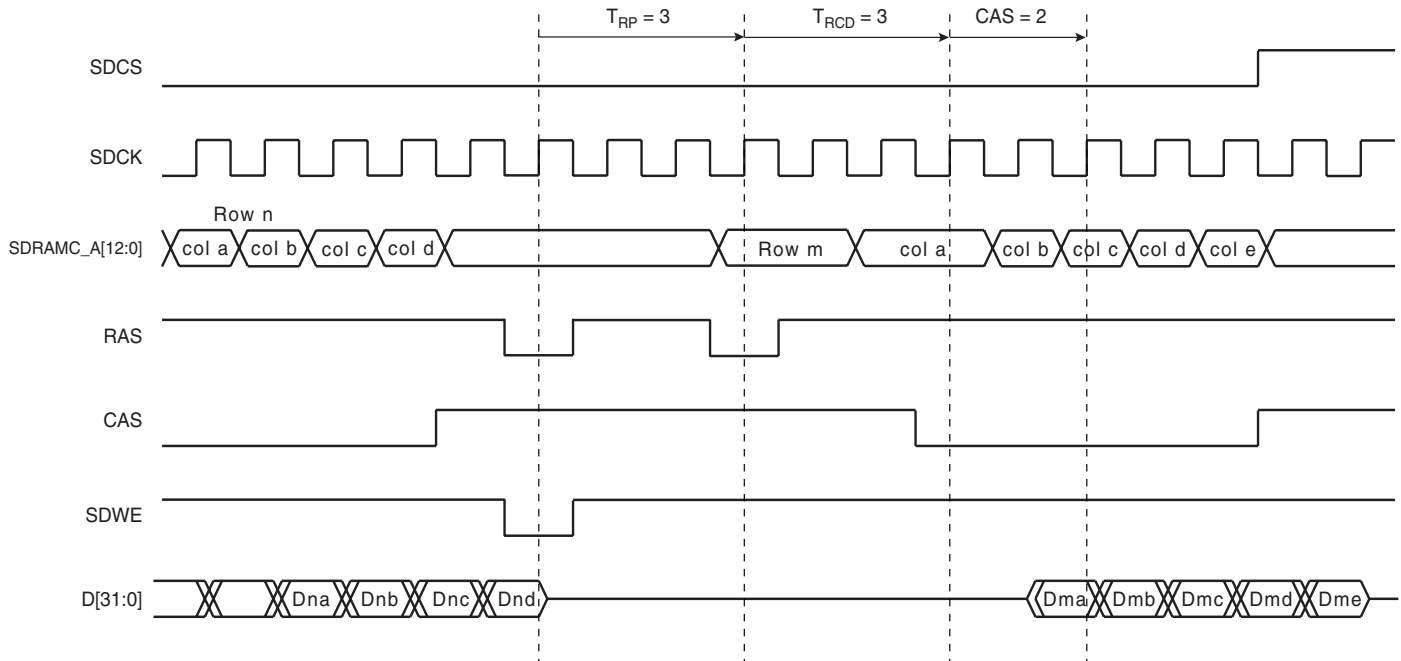 T_RP = 3 T_RCD = 3 CAS = 2
SDCS
SDCK
Row n
SDRAMC_A[12:0] col a col b col c col d Row m col a col b col c col d col e
RAS
CAS
SDWE
D[31:0] Dna Dnb Dnc Dnd Dma Dmb Dmc Dmd Dme